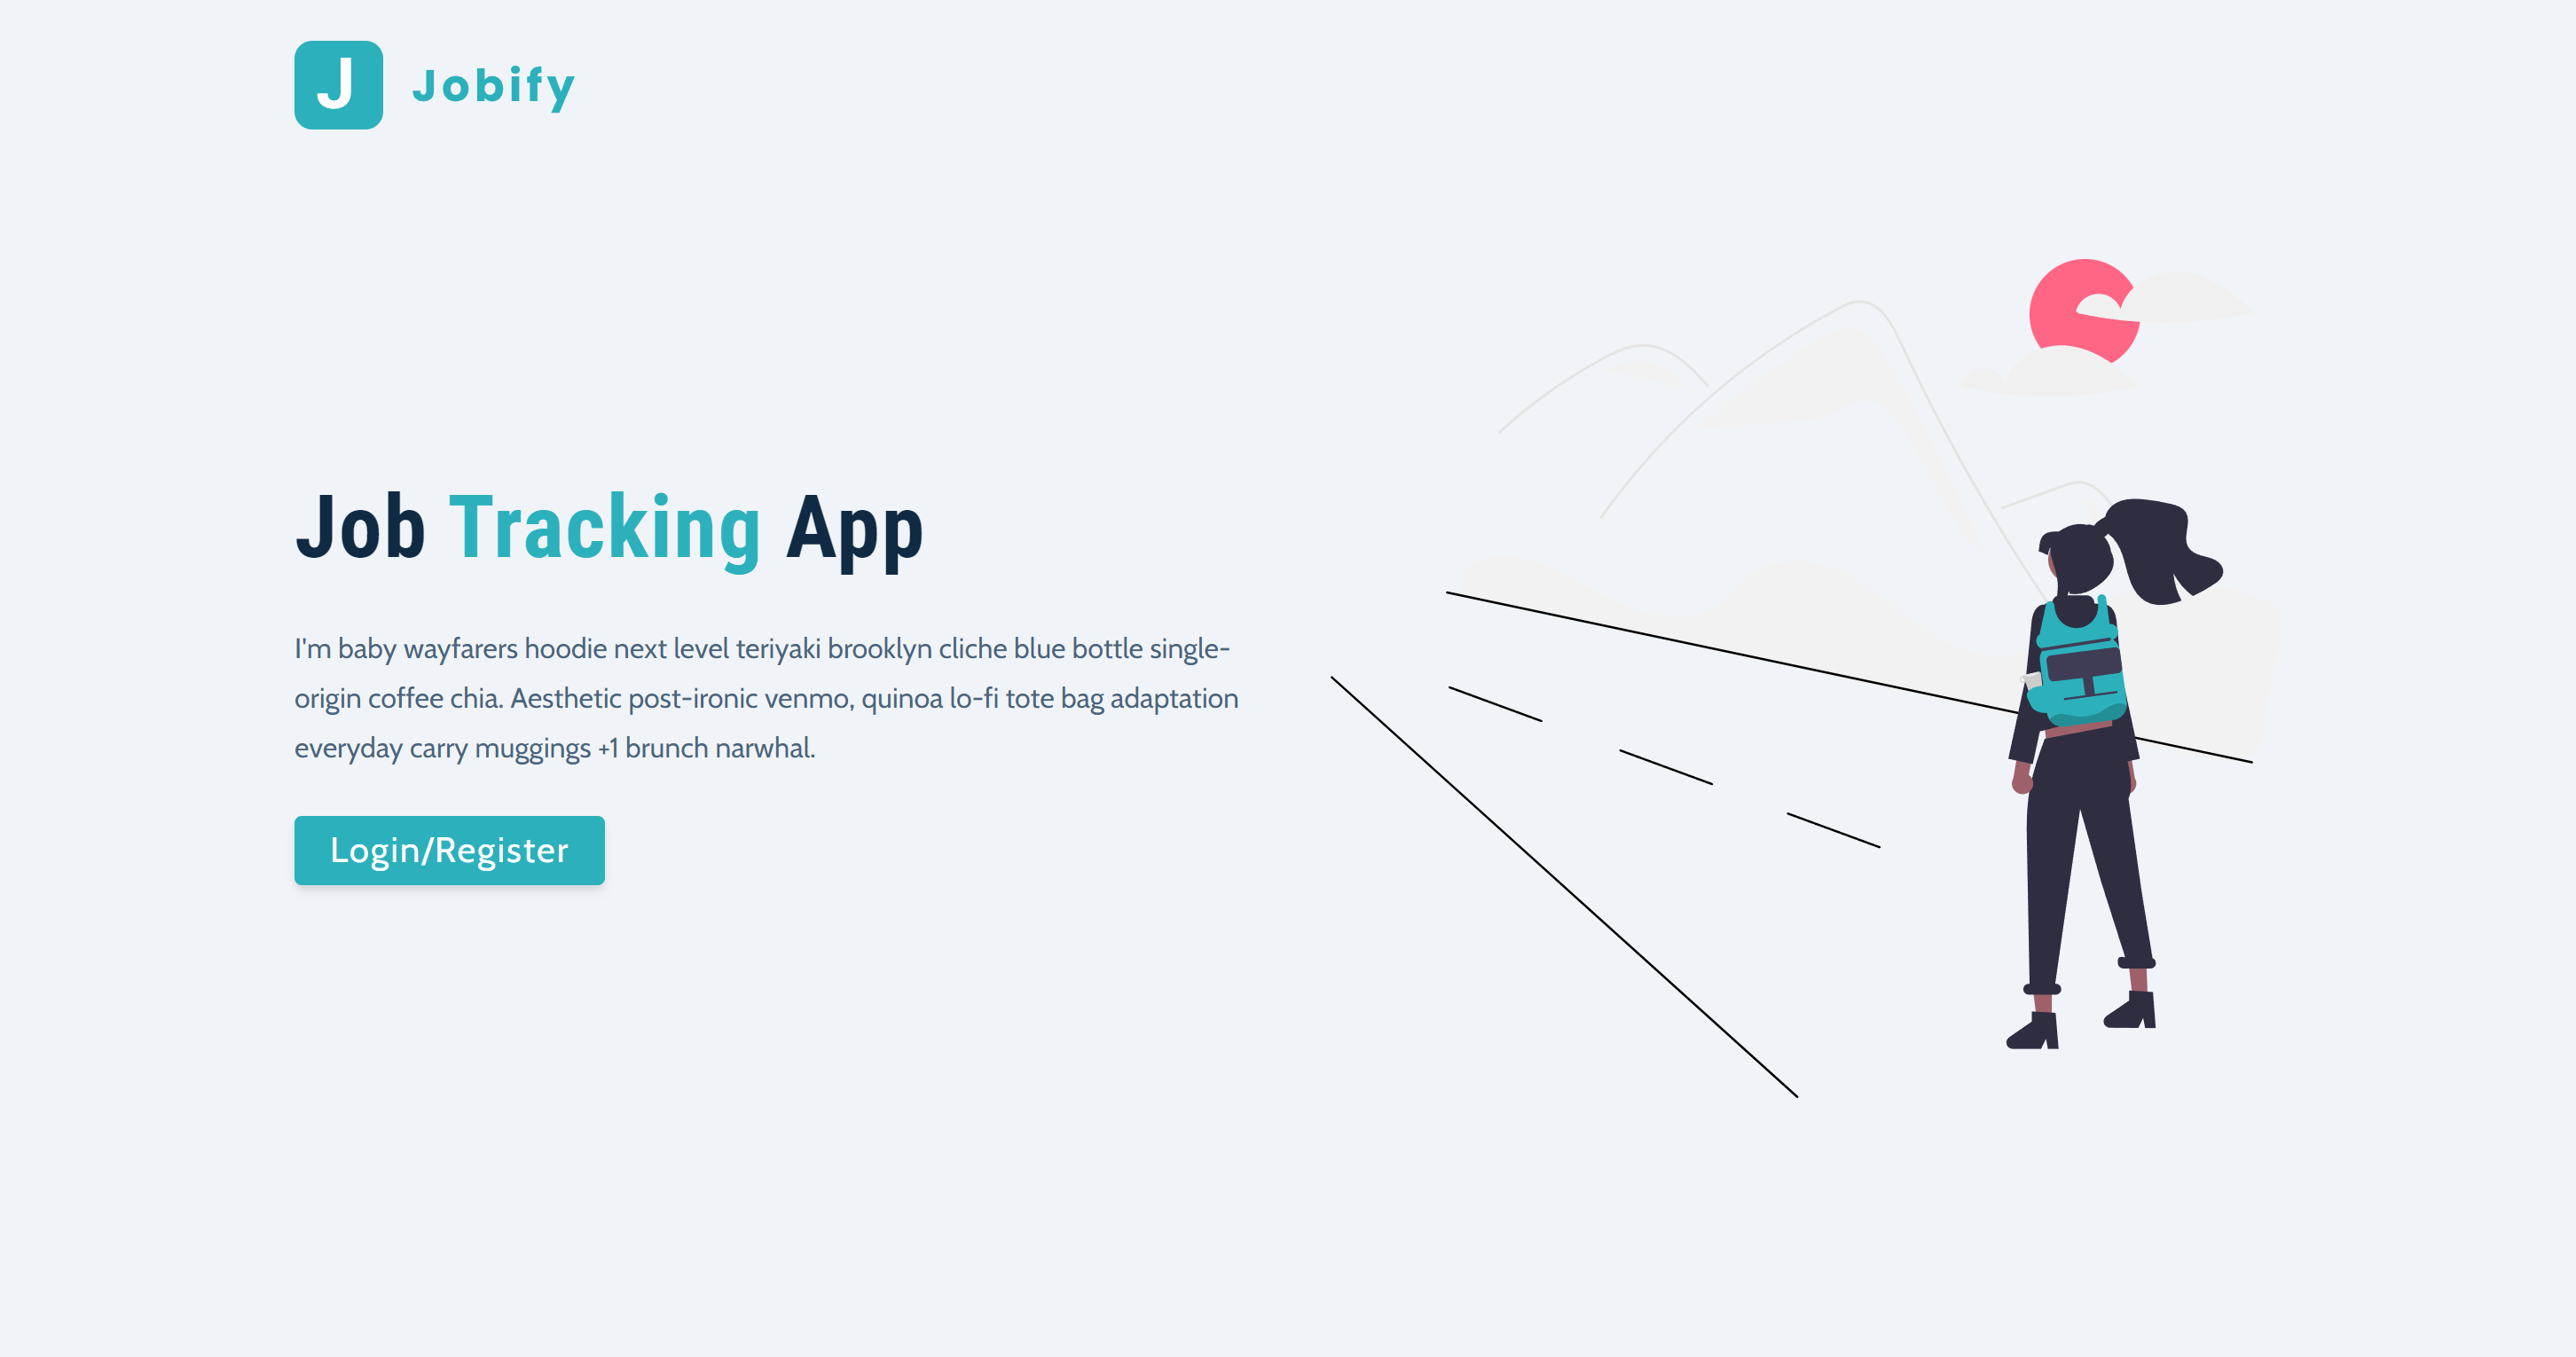 J
Jobify
Job Tracking App
I'm baby wayfarers hoodie next level teriyaki brooklyn cliche blue bottle single-
origin coffee chia. Aesthetic post-ironic venmo, quinoa lo-fi tote bag adaptation
everyday carry muggings +1 brunch narwhal.
Login/Register